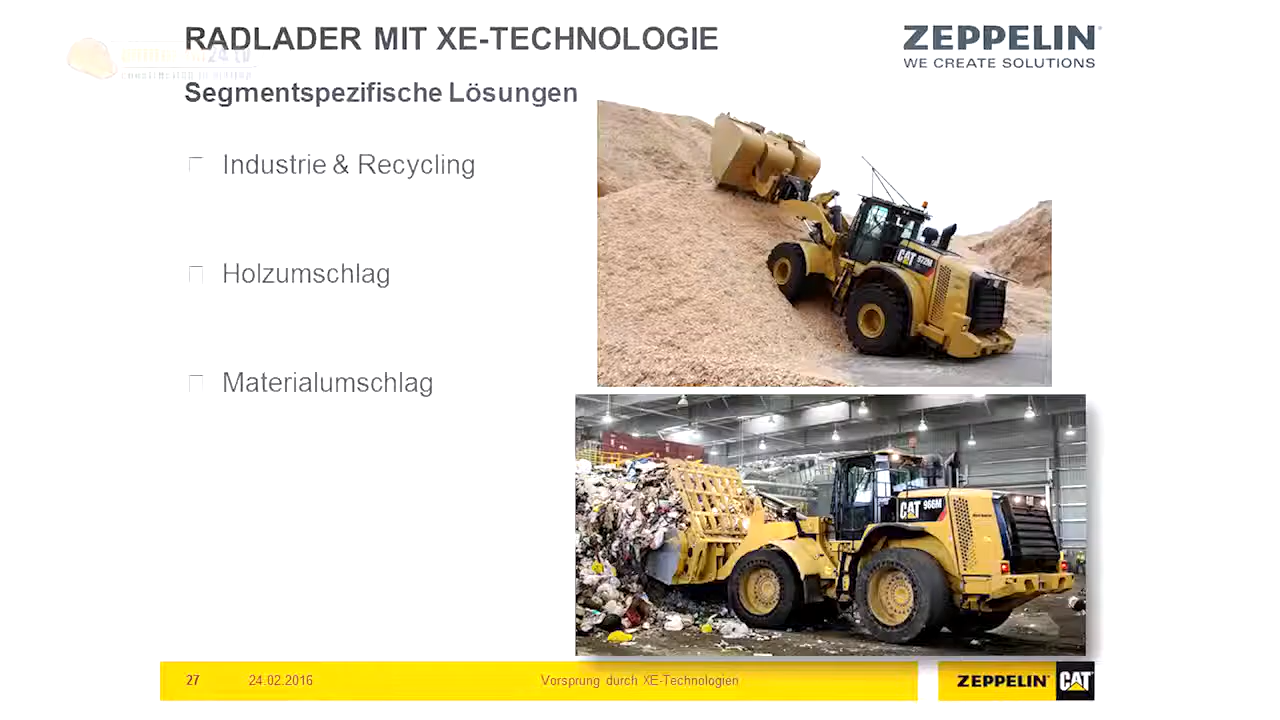 RADLADER MIT XE-TECHNOLOGIE
ZEPPELIN
WE CREATE SOLUTIONS
Segmentspezifische Lösungen
Industrie & Recycling
Holzumschlag
Materialumschlag
CAT 972M
CAT 966M
27 24.02.2016 Vorsprung durch XE-Technologien ZEPPELIN CAT